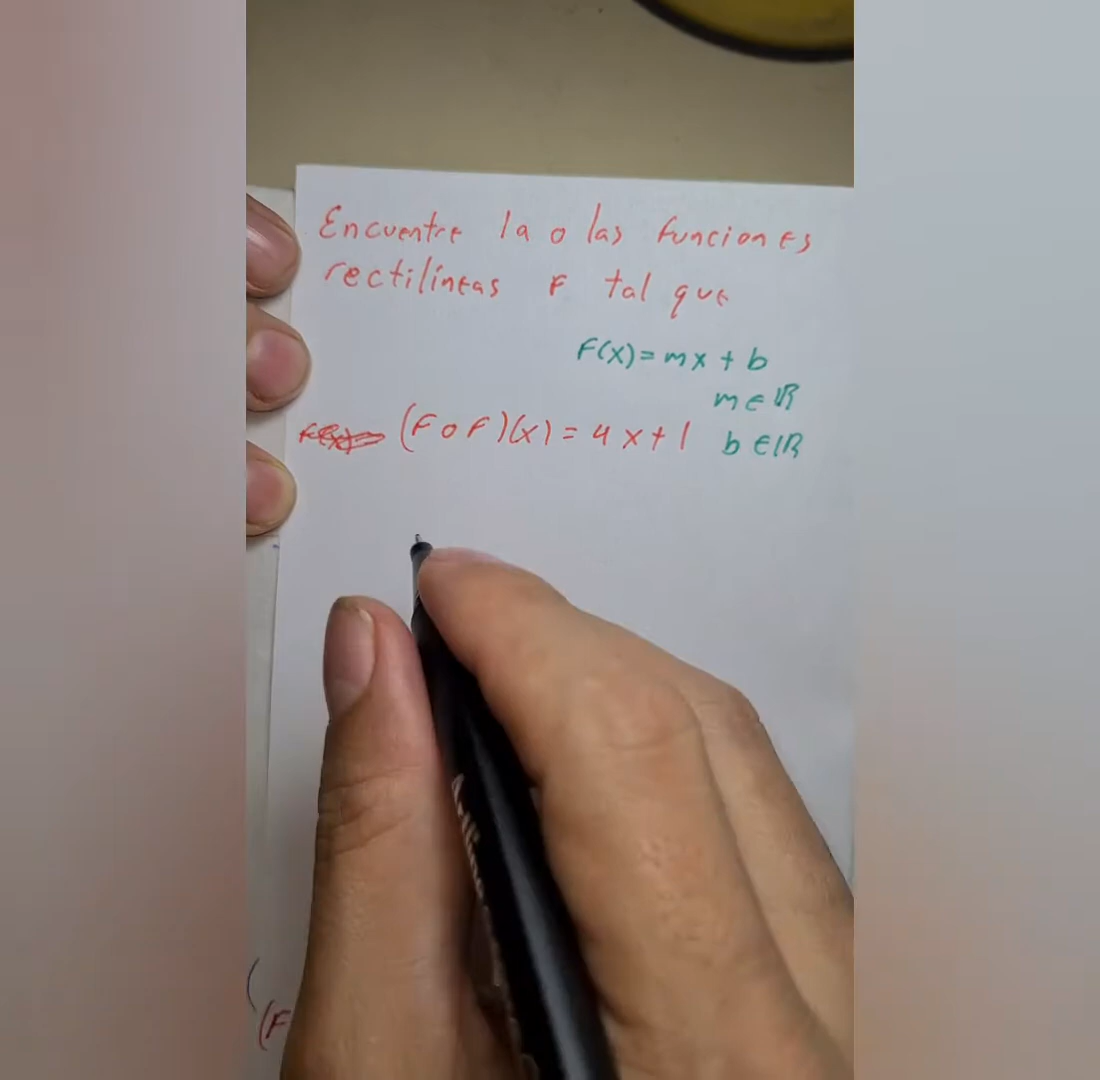 Encuentre la o las funciones
rectilíneas F tal que
F(x)=mx+b
m∈ℝ
(F∘F)(x)=4x+1
b∈ℝ
(F